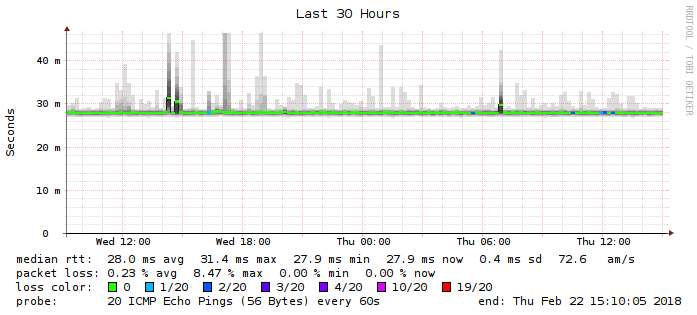 Last 30 Hours
RRDTOOL / TOBI OETIKER
Seconds
40 m
30 m
20 m
10 m
0
Wed 12:00 Wed 18:00 Thu 00:00 Thu 06:00 Thu 12:00
median rtt: 28.0 ms avg 31.4 ms max 27.9 ms min 27.9 ms now 0.4 ms sd 72.6 am/s
packet loss: 0.23 % avg 8.47 % max 0.00 % min 0.00 % now
loss color: 0 1/20 2/20 3/20 4/20 10/20 19/20
probe: 20 ICMP Echo Pings (56 Bytes) every 60s end: Thu Feb 22 15:10:05 2018